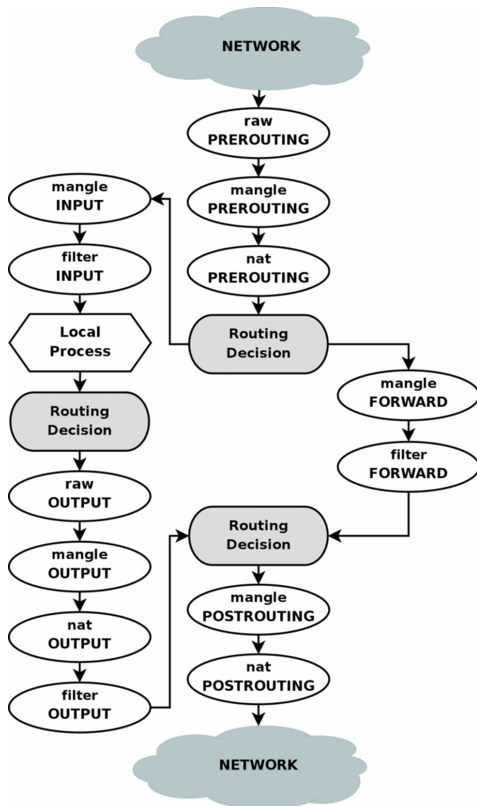 NETWORK
raw
PREROUTING
mangle
PREROUTING
nat
PREROUTING
Routing
Decision
mangle
INPUT
filter
INPUT
Local
Process
Routing
Decision
raw
OUTPUT
mangle
OUTPUT
nat
OUTPUT
filter
OUTPUT
mangle
FORWARD
filter
FORWARD
Routing
Decision
mangle
POSTROUTING
nat
POSTROUTING
NETWORK